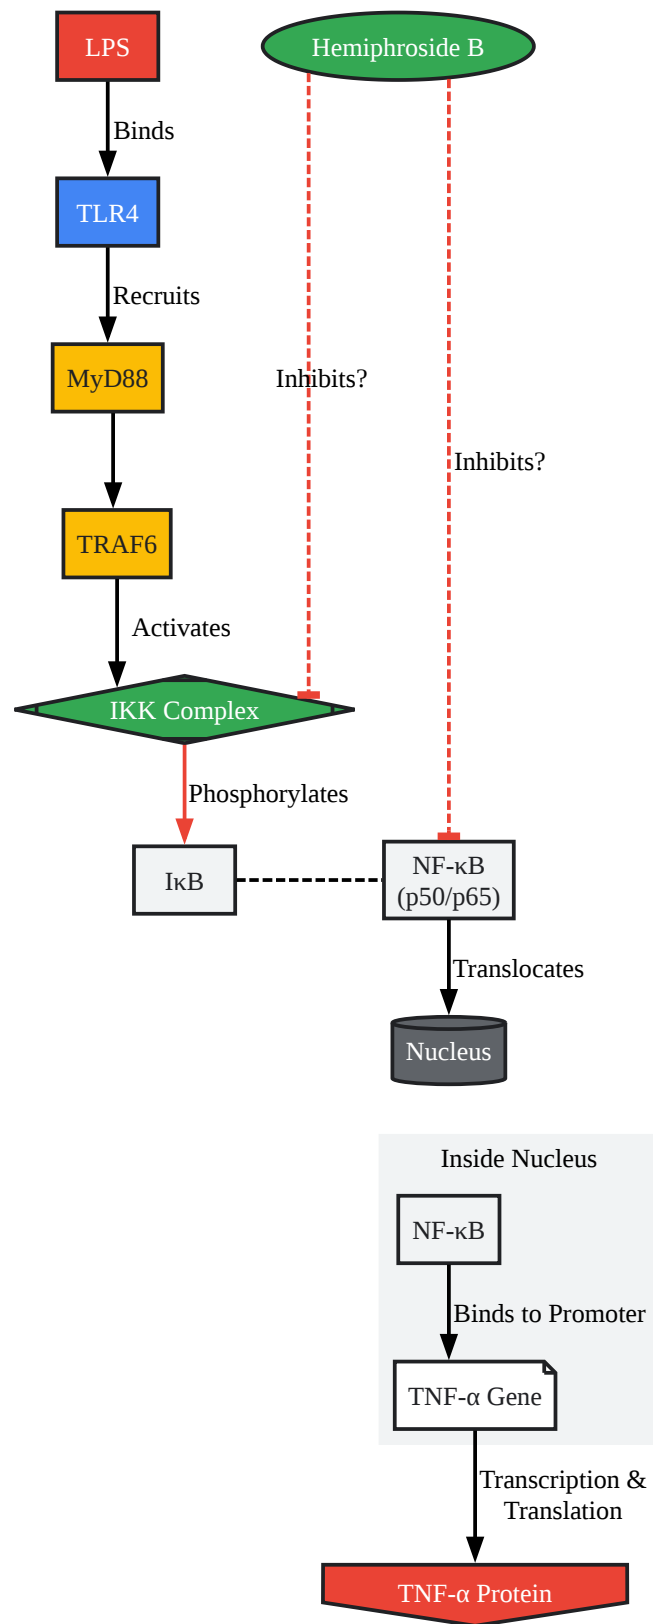 LPS
Hemiphroside B
Binds
TLR4
Recruits
MyD88
Inhibits?
Inhibits?
TRAF6
Activates
IKK Complex
Phosphorylates
IκB
NF-κB
(p50/p65)
Translocates
Nucleus
Inside Nucleus
NF-κB
Binds to Promoter
TNF-α Gene
Transcription &
Translation
TNF-α Protein